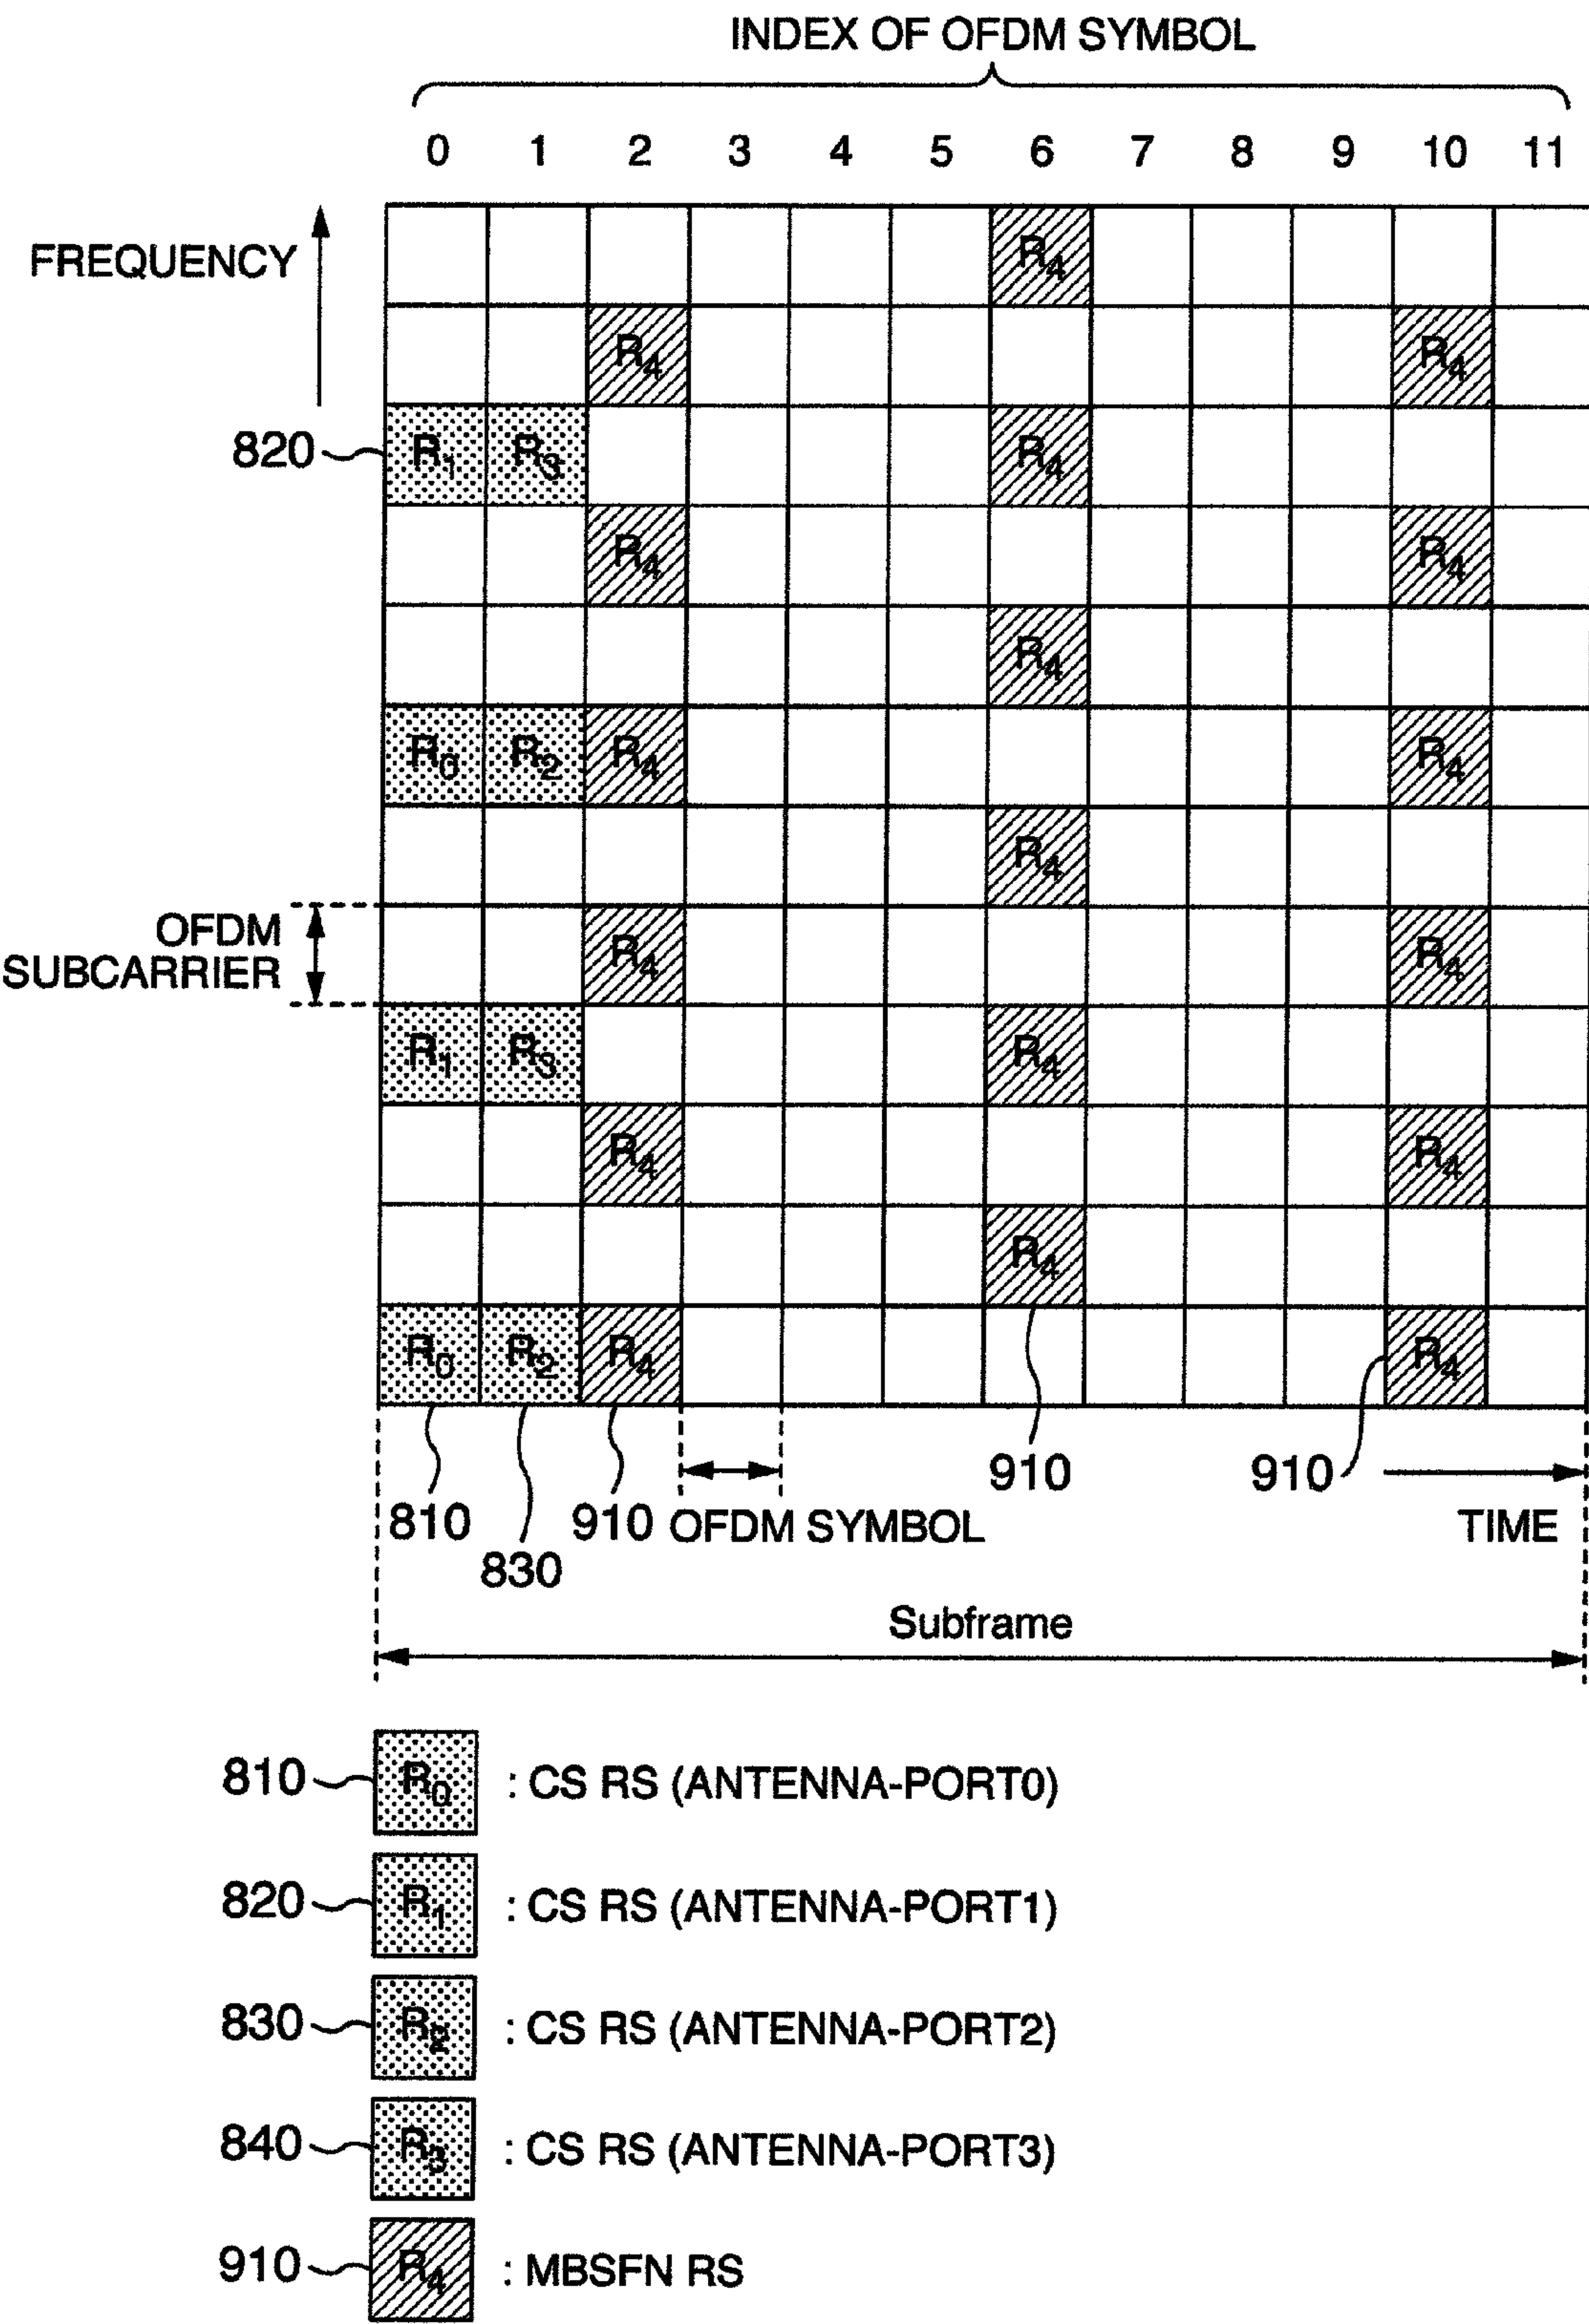 INDEX OF OFDM SYMBOL
0 1 2 3 4 5 6 7 8 9 10 11
FREQUENCY
R4
R4 R4
820 R1 R3 R4
R4 R4
R4
R0 R2 R4 R4
R4
OFDM
SUBCARRIER
R4 R4
R1 R3 R4
R4 R4
R4
R0 R2 R4 R4
910 910
810 910 OFDM SYMBOL TIME
830
Subframe
810 R0 : CS RS (ANTENNA-PORT0)
820 R1 : CS RS (ANTENNA-PORT1)
830 R2 : CS RS (ANTENNA-PORT2)
840 R3 : CS RS (ANTENNA-PORT3)
910 R4 : MBSFN RS